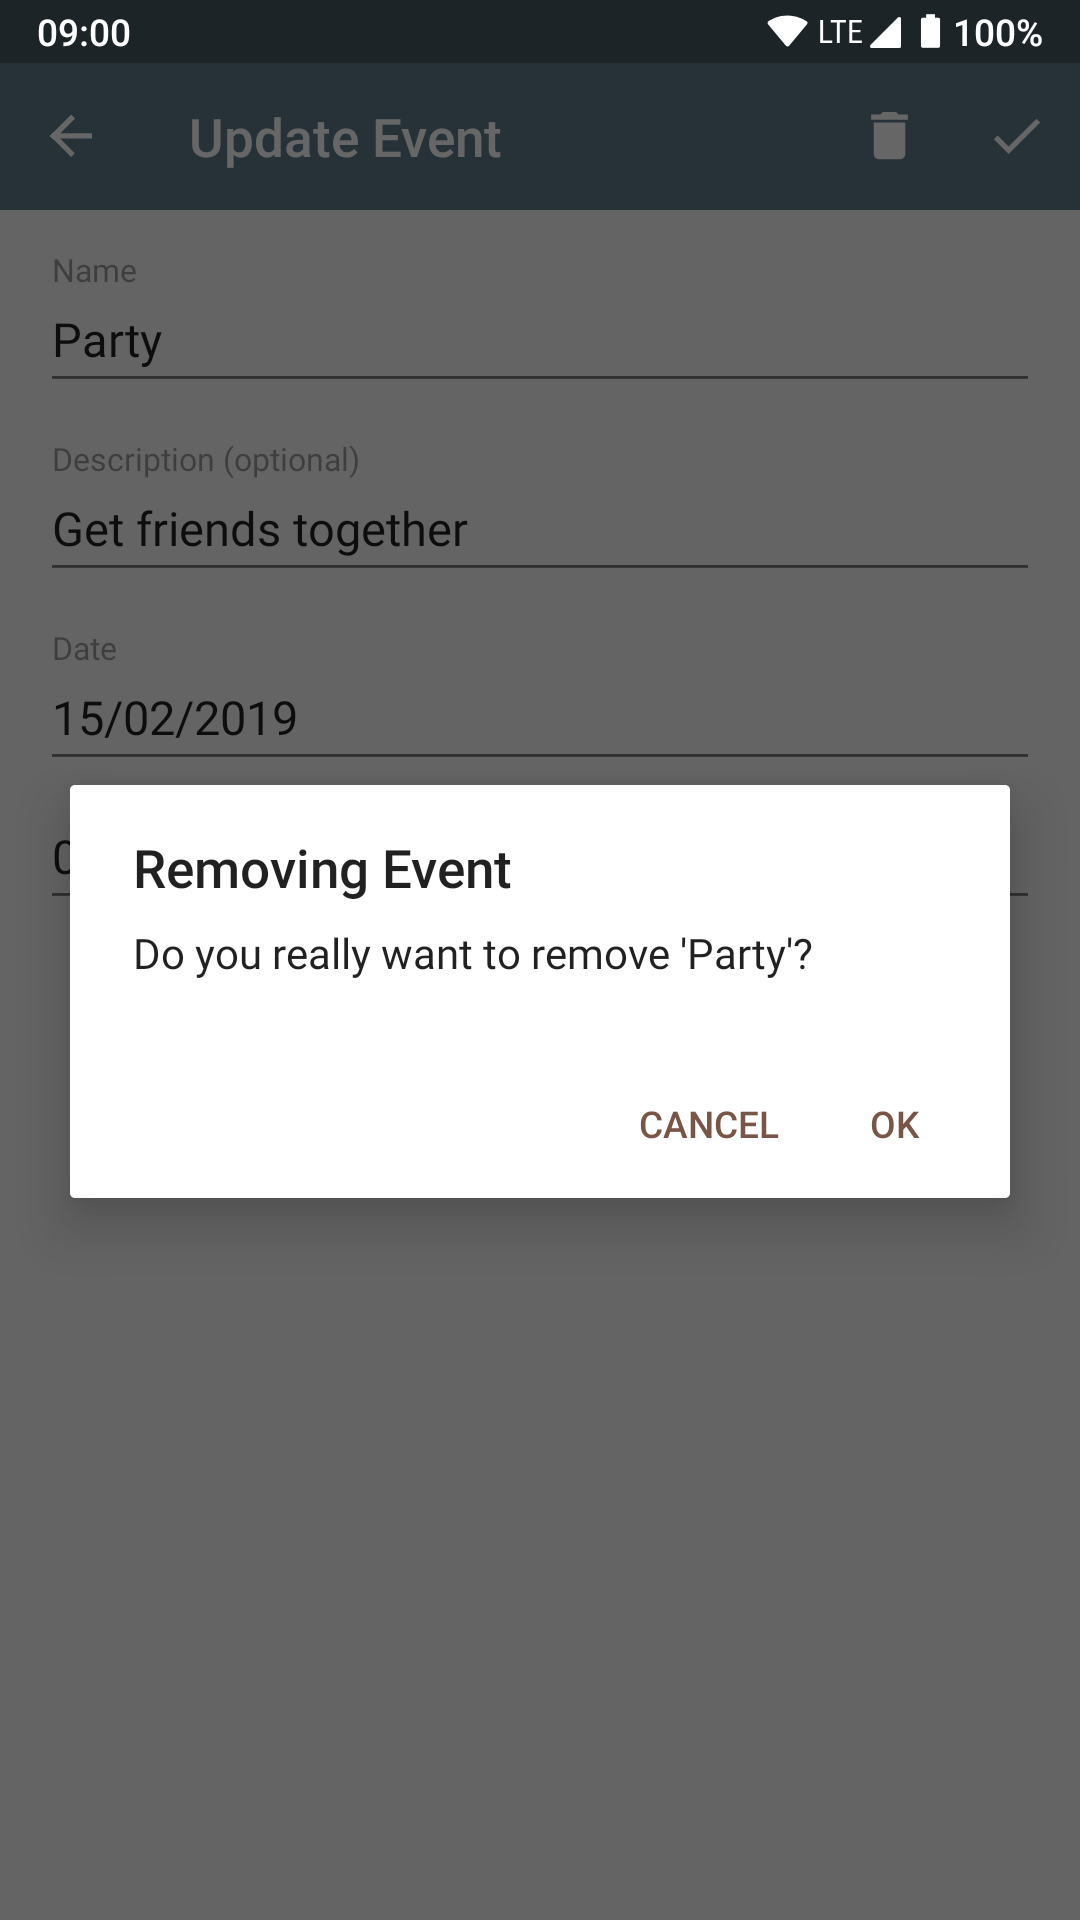 09:00 LTE 100%
Update Event
Name
Party
Description (optional)
Get friends together
Date
15/02/2019
Removing Event
Do you really want to remove 'Party'?
CANCEL OK